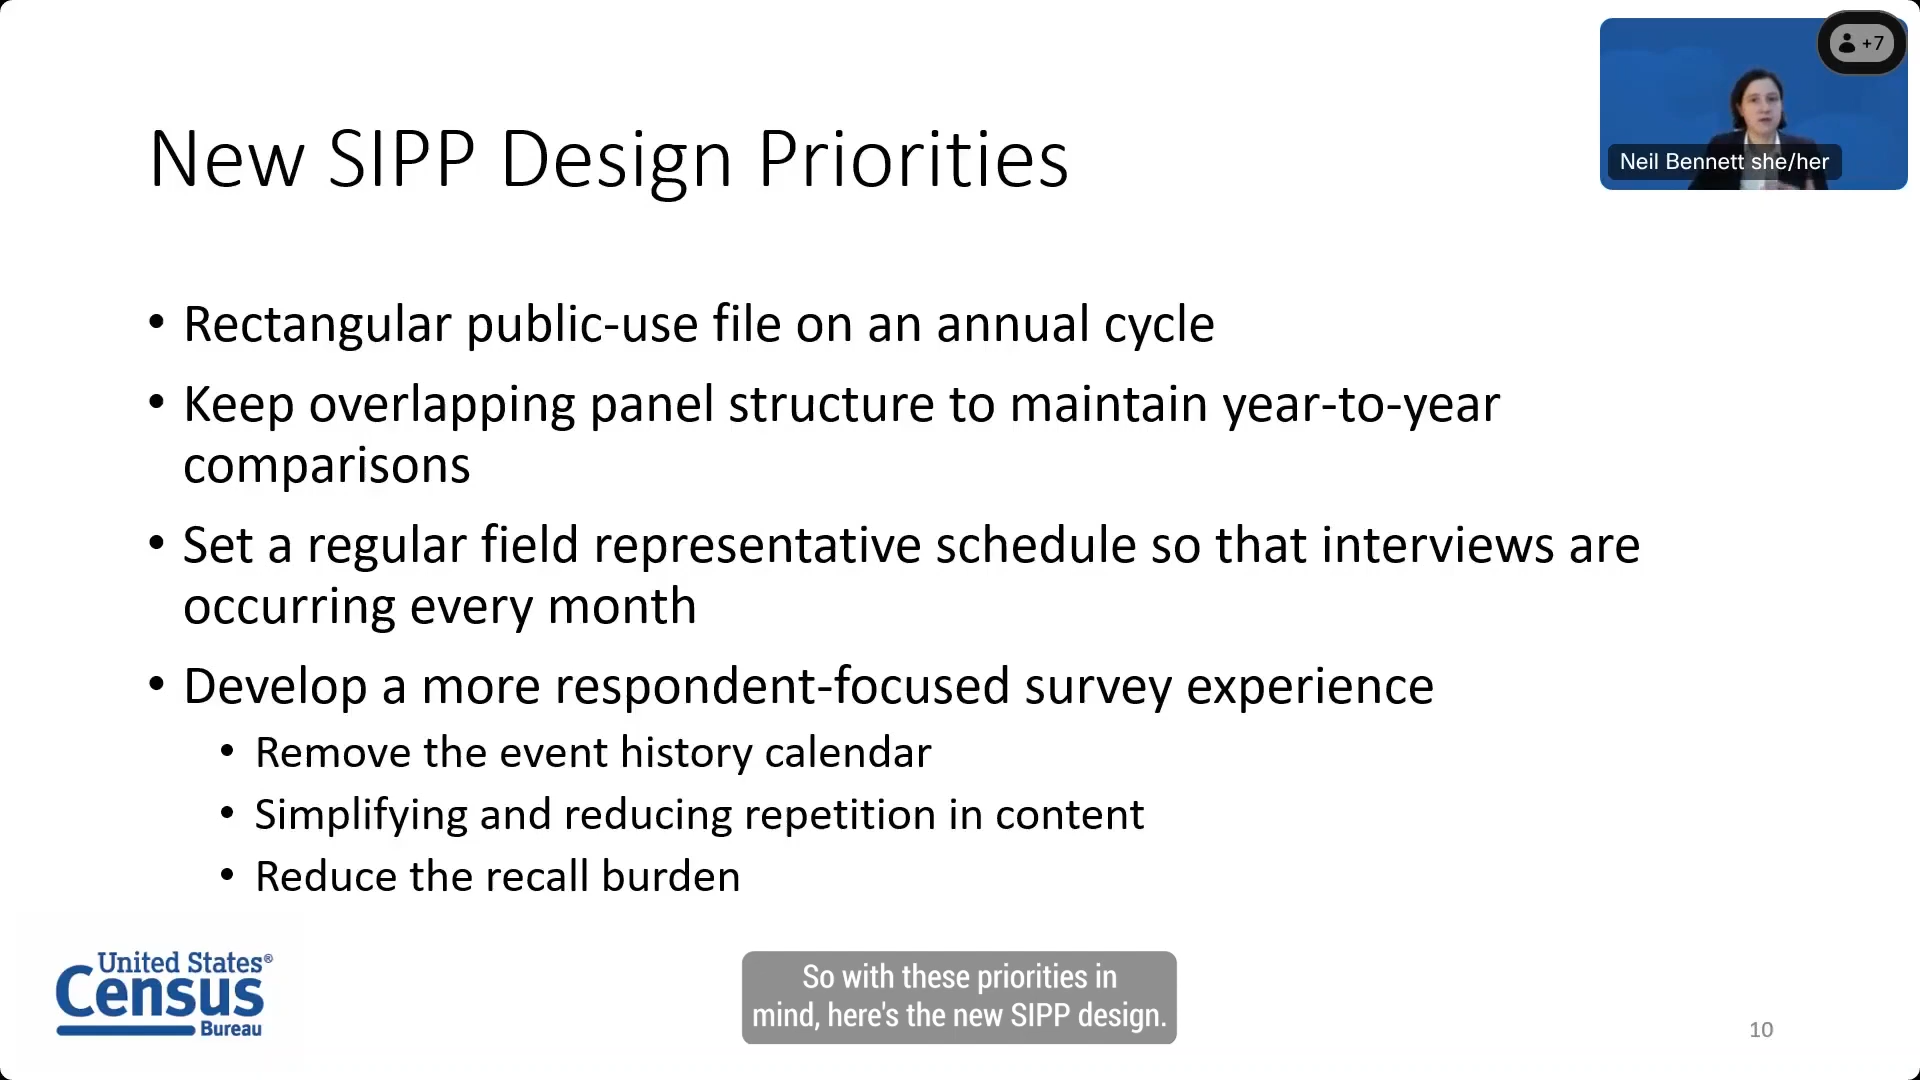 +7
Neil Bennett she/her
New SIPP Design Priorities
• Rectangular public-use file on an annual cycle
• Keep overlapping panel structure to maintain year-to-year
comparisons
• Set a regular field representative schedule so that interviews are
occurring every month
• Develop a more respondent-focused survey experience
• Remove the event history calendar
• Simplifying and reducing repetition in content
• Reduce the recall burden
United States®
Census
Bureau
So with these priorities in
mind, here's the new SIPP design.
10